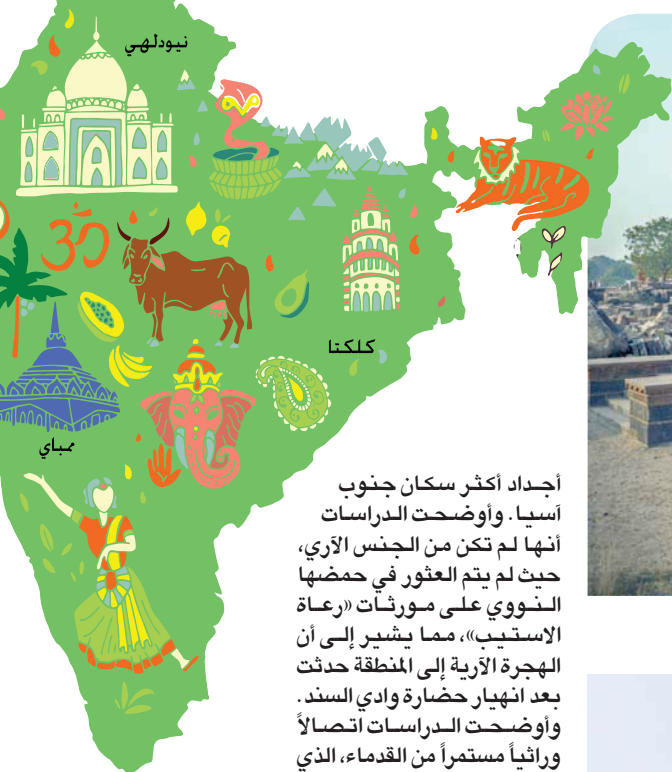 نيودلهي
ॐ
كلكتا
ممباي
أجداد أكثر سكان جنوب
آسيا. وأوضحت الدراسات
أنها لم تكن من الجنس الآري،
حيث لم يتم العثور في حمضها
النووي على مورثات «رعاة
الاستيب»، مما يشير إلى أن
الهجرة الآرية إلى المنطقة حدثت
بعد انهيار حضارة وادي السند.
وأوضحت الدراسات اتصالاً
وراثياً مستمراً من القدماء، الذي